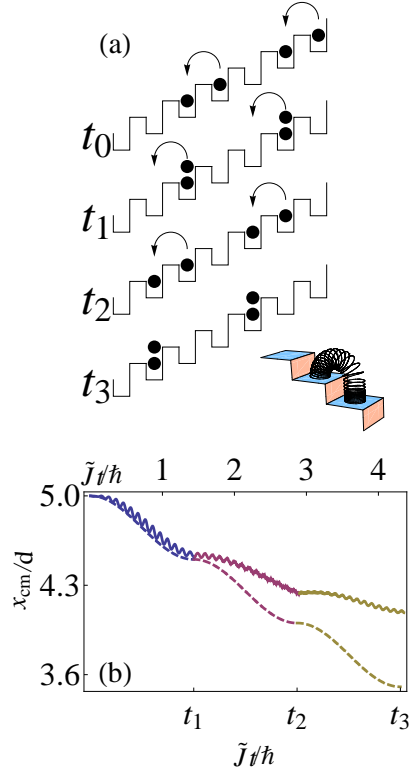 (a)
t0
t1
t2
t3
J̃t/ħ
1 2 3 4
5.0
4.3
3.6
xcm/d
(b)
t1 t2 t3
J̃t/ħ